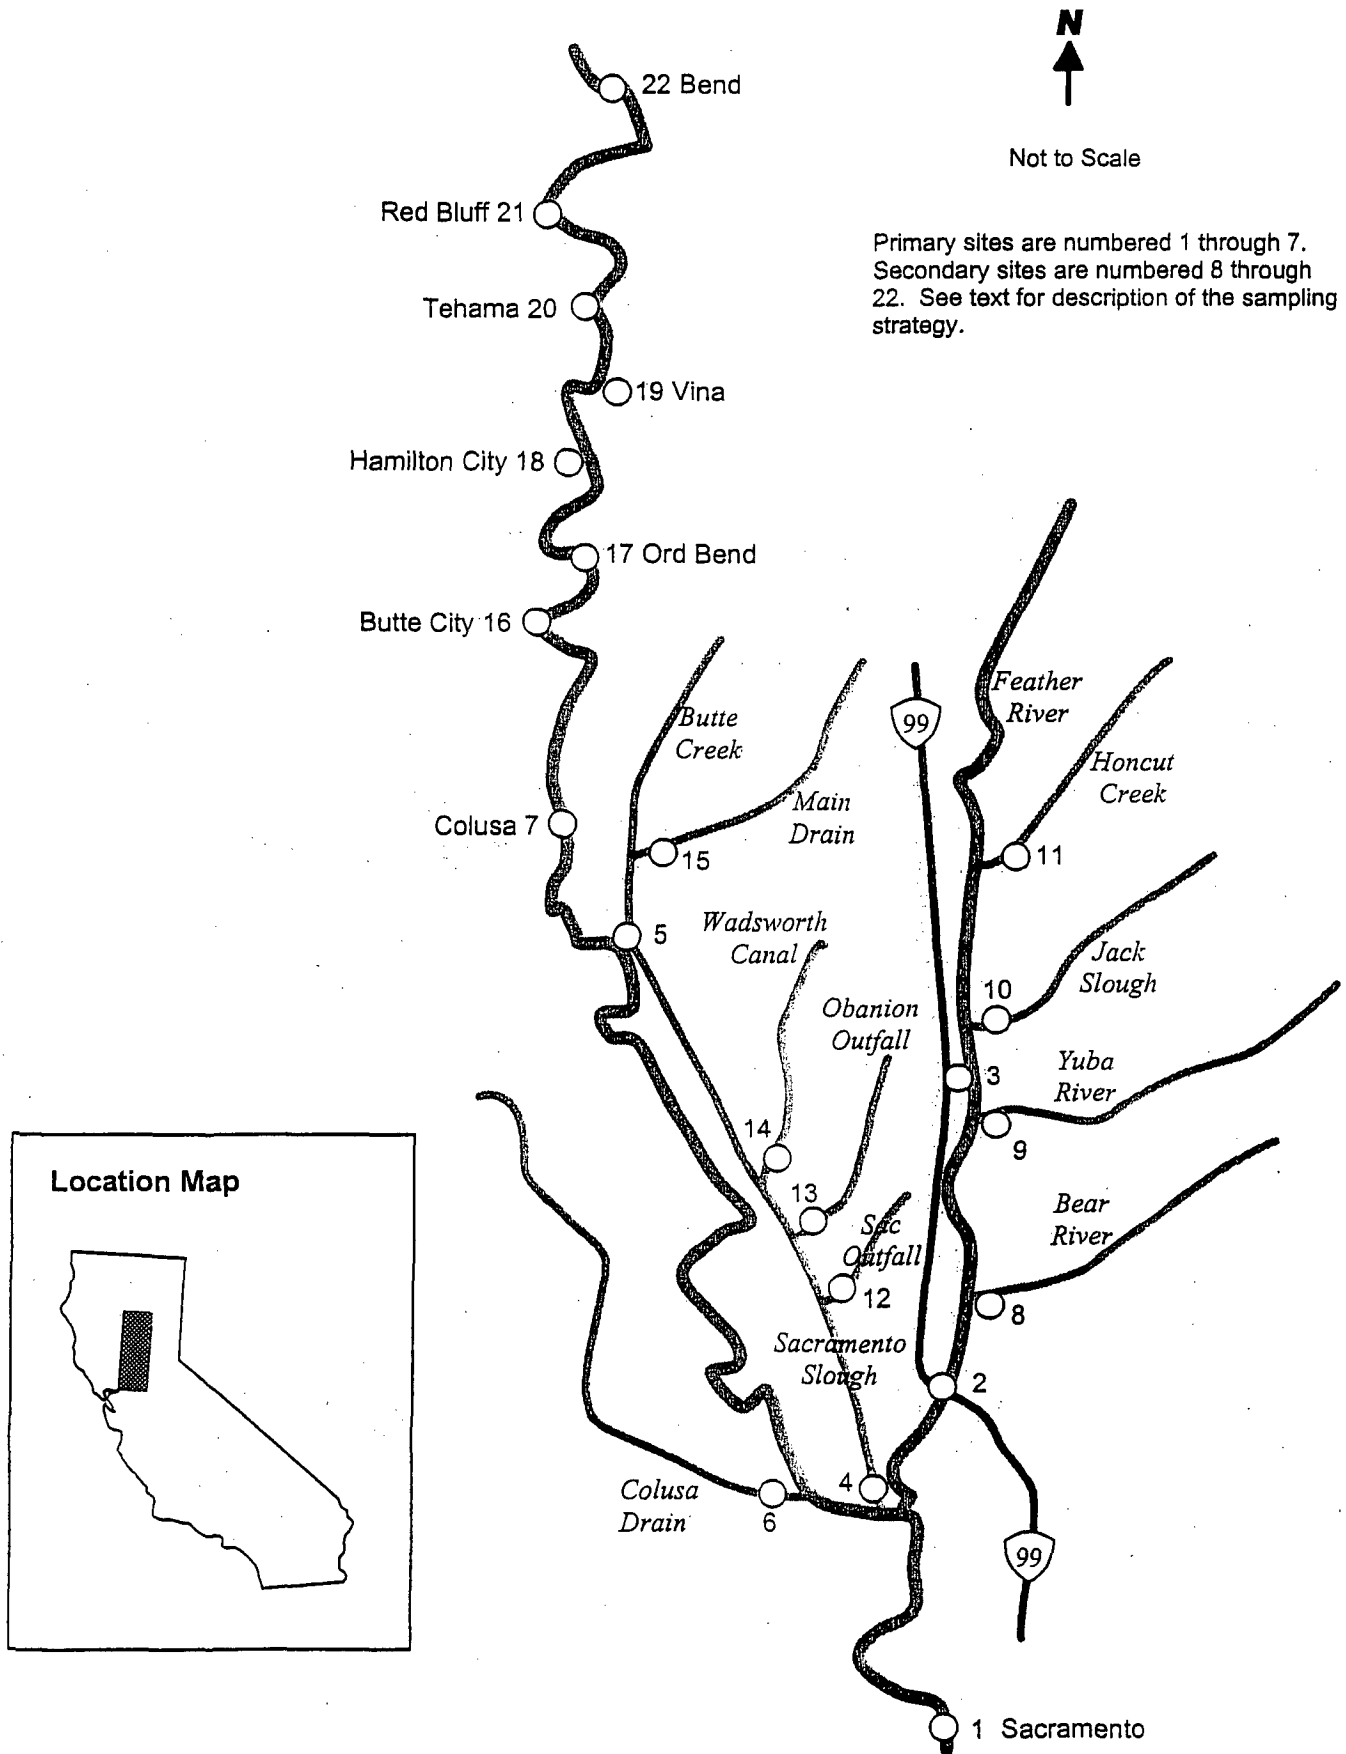 N
22 Bend
Not to Scale
Red Bluff 21
Primary sites are numbered 1 through 7.
Secondary sites are numbered 8 through
22. See text for description of the sampling
strategy.
Tehama 20
19 Vina
Hamilton City 18
17 Ord Bend
Butte City 16
Feather
River
99
Butte
Creek
Honcut
Creek
Main
Drain
Colusa 7
15
11
Wadsworth
Canal
5
Jack
Slough
10
Obanion
Outfall
3
Yuba
River
14
9
Location Map
13
Sac
Outfall
Bear
River
12
8
Sacramento
Slough
2
4
Colusa
Drain
6
99
1 Sacramento